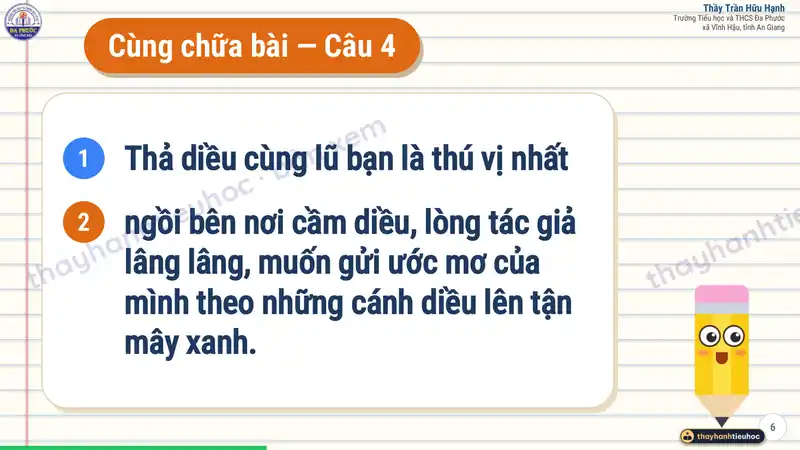 Thầy Trần Hữu Hạnh
Trường Tiểu học và THCS Đa Phước
xã Vĩnh Hậu, tỉnh An Giang
ĐA PHƯỚC
Cùng chữa bài – Câu 4
1 Thả diều cùng lũ bạn là thú vị nhất
2 ngồi bên nơi cầm diều, lòng tác giả
lâng lâng, muốn gửi ước mơ của
mình theo những cánh diều lên tận
mây xanh.
thayhanhtieuhoc
6